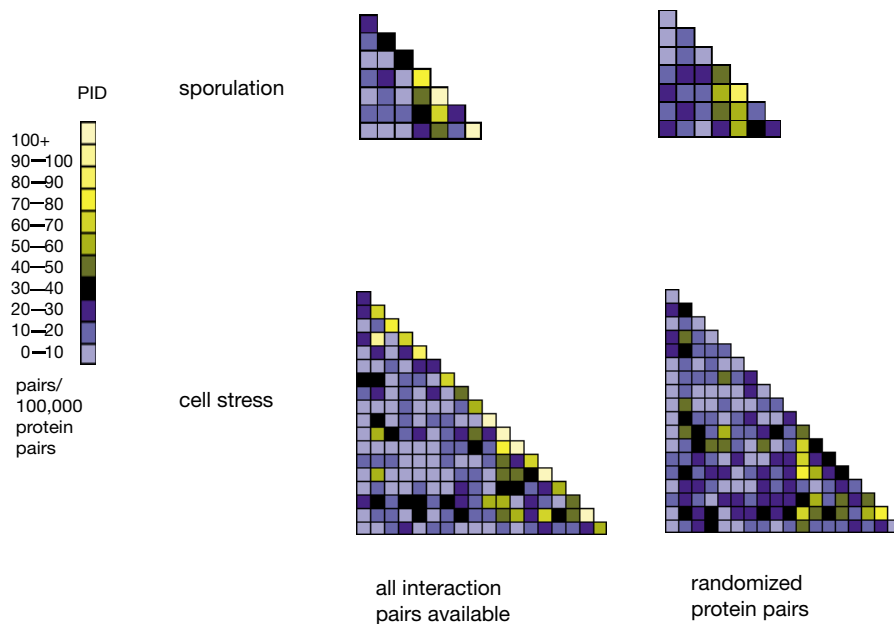 PID
sporulation
100+
90—100
80—90
70—80
60—70
50—60
40—50
30—40
20—30
10—20
0—10
pairs/
100,000
protein
pairs
cell stress
all interaction
pairs available
randomized
protein pairs